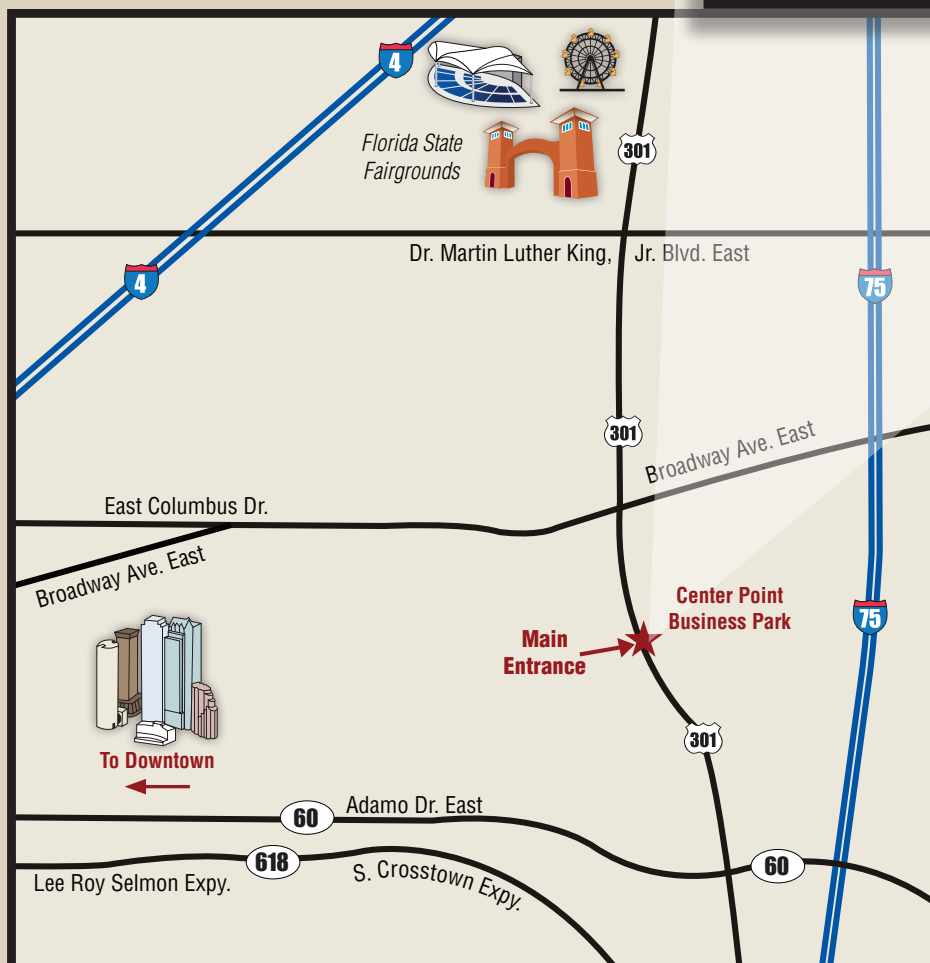 4
Florida State
Fairgrounds
301
Dr. Martin Luther King, Jr. Blvd. East
4
75
301
Broadway Ave. East
East Columbus Dr.
Broadway Ave. East
Center Point
Business Park
75
Main
Entrance
301
To Downtown
Adamo Dr. East
60
618
60
Lee Roy Selmon Expy.
S. Crosstown Expy.